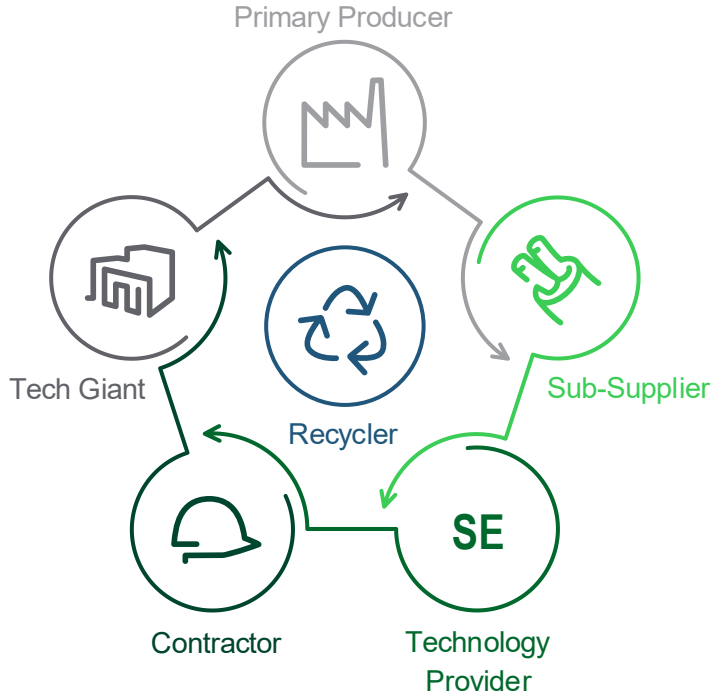 Primary Producer
Tech Giant
Recycler
Sub-Supplier
SE
Contractor
Technology
Provider